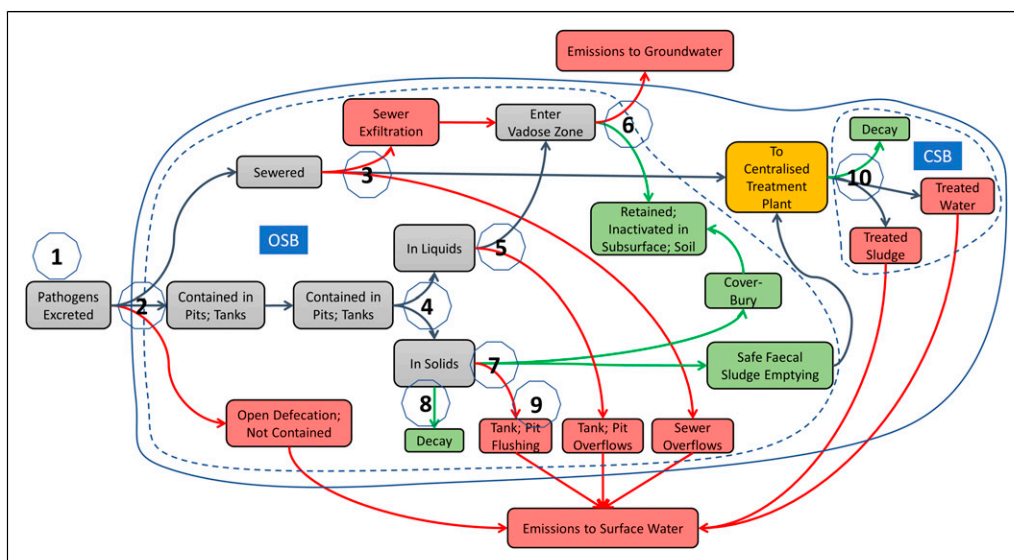 Emissions to Groundwater
Sewer
Exfiltration
Enter
Vadose Zone
6
Decay
CSB
To
Centralised
Treatment
Plant
10
Sewered
3
Treated
Water
Retained;
Inactivated in
Subsurface; Soil
Treated
Sludge
OSB
In Liquids
5
1
Pathogens
Excreted
2
Contained in
Pits; Tanks
Contained in
Pits; Tanks
4
Cover-
Bury
In Solids
7
Safe Faecal
Sludge Emptying
8
9
Open Defecation;
Not Contained
Decay
Tank; Pit
Flushing
Tank; Pit
Overflows
Sewer
Overflows
Emissions to Surface Water